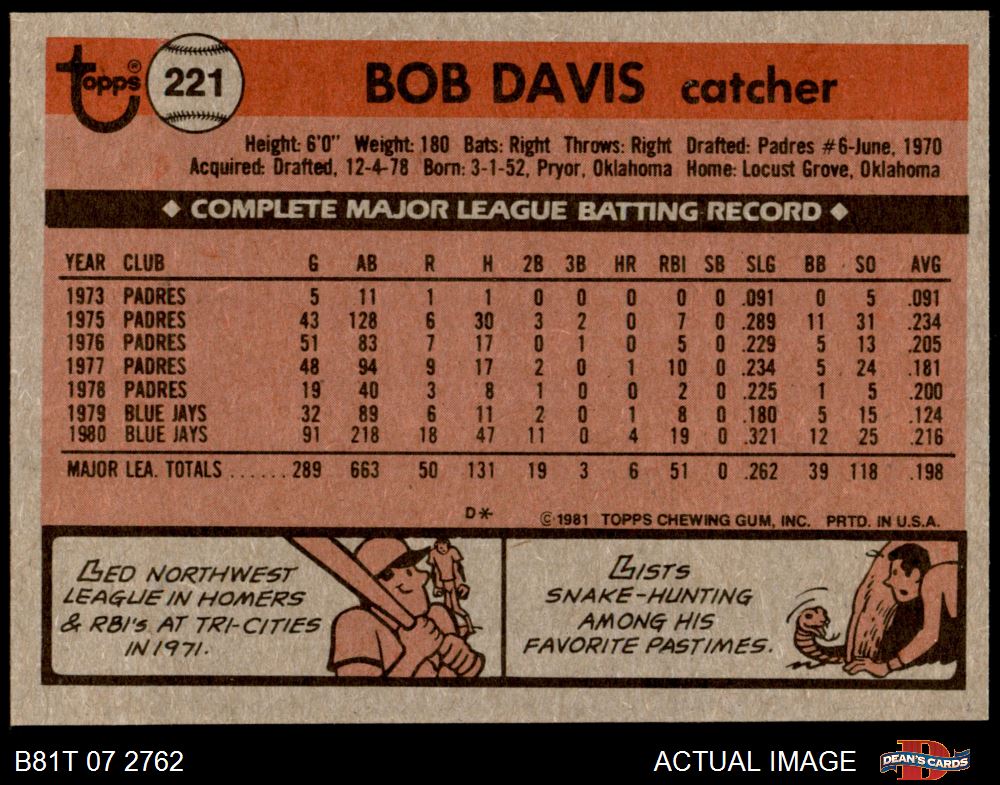 topps® 221 BOB DAVIS catcher
Height: 6'0" Weight: 180 Bats: Right Throws: Right Drafted: Padres #6-June, 1970
Acquired: Drafted, 12-4-78 Born: 3-1-52, Pryor, Oklahoma Home: Locust Grove, Oklahoma
◆ COMPLETE MAJOR LEAGUE BATTING RECORD ◆
YEAR CLUB G AB R H 2B 3B HR RBI SB SLG BB SO AVG
1973 PADRES 5 11 1 1 0 0 0 0 0 .091 0 5 .091
1975 PADRES 43 128 6 30 3 2 0 7 0 .289 11 31 .234
1976 PADRES 51 83 7 17 0 1 0 5 0 .229 5 13 .205
1977 PADRES 48 94 9 17 2 0 1 10 0 .234 5 24 .181
1978 PADRES 19 40 3 8 1 0 0 2 0 .225 1 5 .200
1979 BLUE JAYS 32 89 6 11 2 0 1 8 0 .180 5 15 .124
1980 BLUE JAYS 91 218 18 47 11 0 4 19 0 .321 12 25 .216
MAJOR LEA. TOTALS ...... 289 663 50 131 19 3 6 51 0 .262 39 118 .198
D* ©1981 TOPPS CHEWING GUM, INC. PRTD. IN U.S.A.
LED NORTHWEST
LEAGUE IN HOMERS
& RBI'S AT TRI-CITIES
IN 1971.
LISTS
SNAKE-HUNTING
AMONG HIS
FAVORITE PASTIMES.
B81T 07 2762 ACTUAL IMAGE DEAN'S CARDS